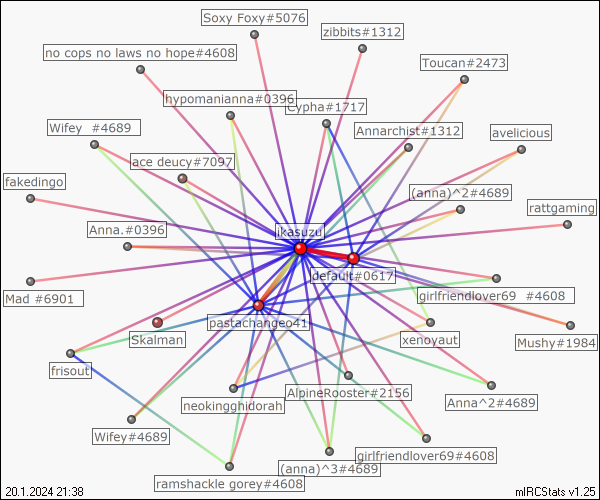 Soxy Foxy#5076
zibbits#1312
no cops no laws no hope#4608
Toucan#2473
hypomanianna#0396
Cypha#1717
Wifey  #4689
Annarchist#1312
avelicious
ace deucy#7097
fakedingo
(anna)^2#4689
rattgaming
Anna.#0396
ikasuzu
default#0617
Mad #6901
girlfriendlover69  #4608
pastachangeo41
Skalman
xenoyaut
Mushy#1984
frisout
AlpineRooster#2156
neokingghidorah
Anna^2#4689
Wifey#4689
girlfriendlover69#4608
(anna)^3#4689
ramshackle gorey#4608
20.1.2024 21:38
mIRCStats v1.25